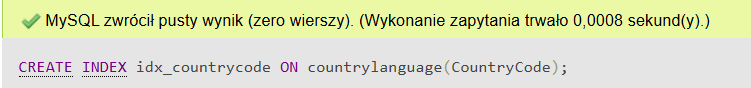 MySQL zwrócił pusty wynik (zero wierszy). (Wykonanie zapytania trwało 0,0008 sekund(y).)
CREATE INDEX idx_countrycode ON countrylanguage(CountryCode);